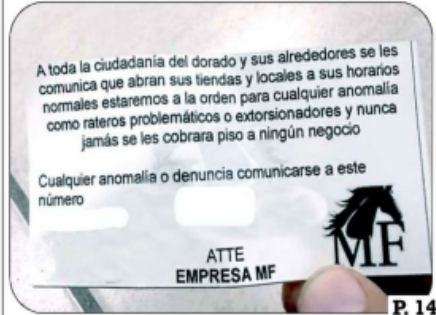 A toda la ciudadanía del dorado y sus alrededores se les
comunica que abran sus tiendas y locales a sus horarios
normales estaremos a la orden para cualquier anomalía
como rateros problemáticos o extorsionadores y nunca
jamás se les cobrara piso a ningún negocio
Cualquier anomalía o denuncia comunicarse a este
número
ATTE
EMPRESA MF
MF
P. 14